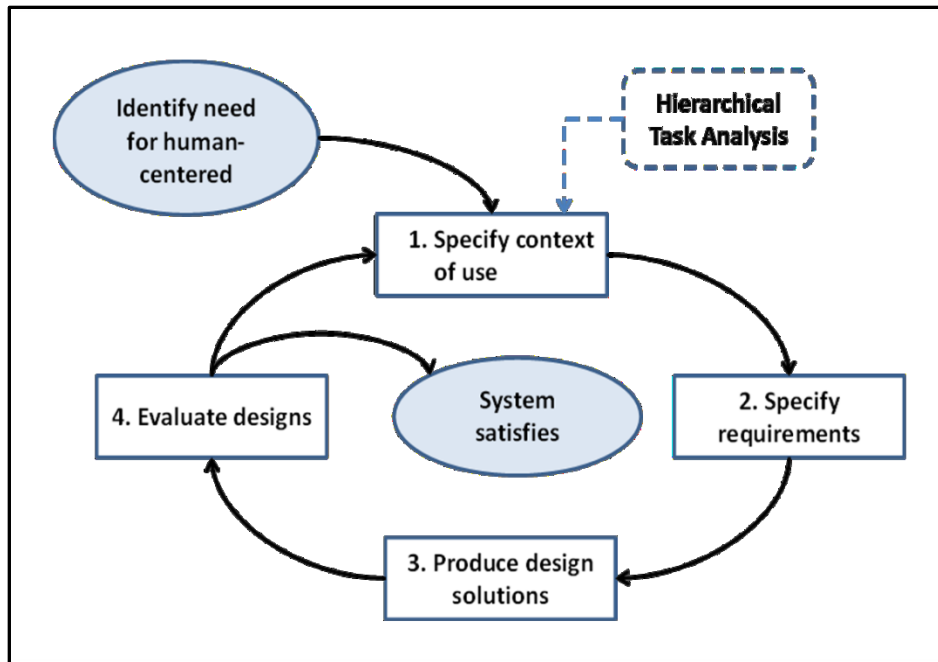 Identify need
for human-
centered
Hierarchical
Task Analysis
1. Specify context
of use
2. Specify
requirements
3. Produce design
solutions
4. Evaluate designs
System
satisfies